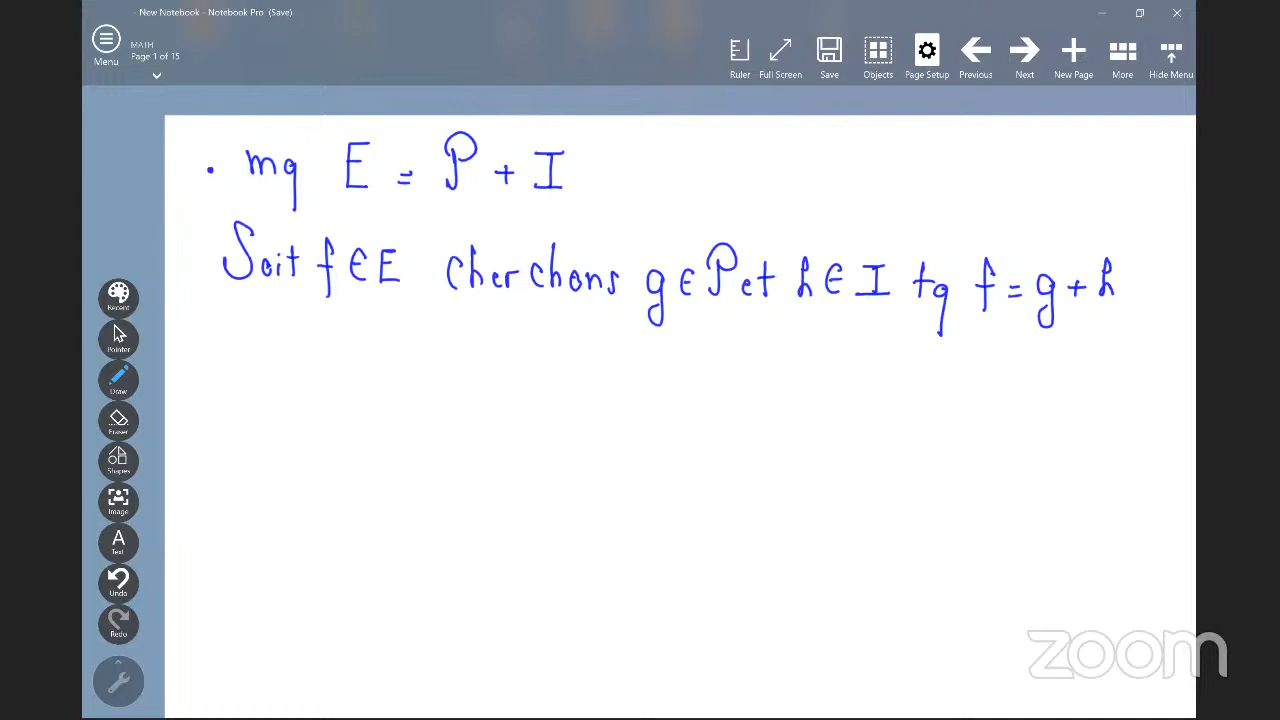 New Notebook - Notebook Pro (Save)
Menu
MATH
Page 1 of 15
Ruler Full Screen Save Objects Page Setup Previous Next New Page More Hide Menu
. mq E = P + I
Soit f ∈ E cherchons g ∈ P et h ∈ I tq f = g + h
Recent
Pointer
Draw
Eraser
Shapes
Image
A
Text
Undo
Redo
zoom